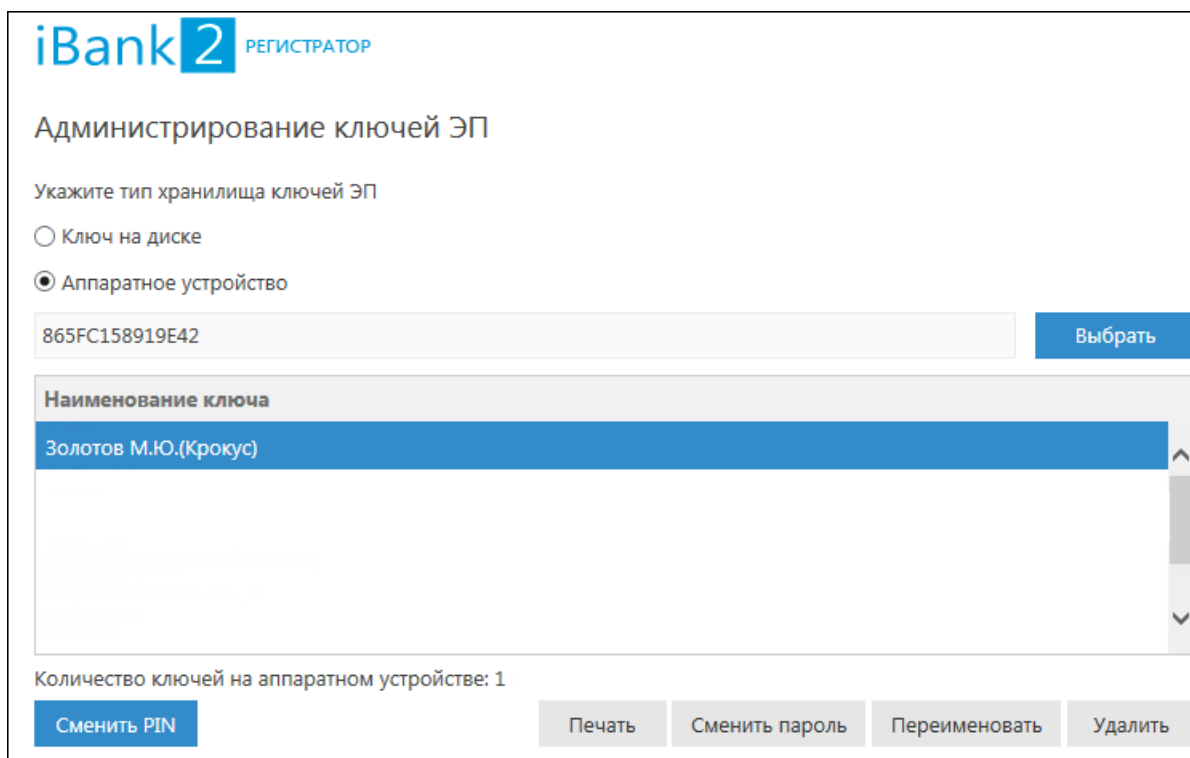 iBank 2 РЕГИСТРАТОР
Администрирование ключей ЭП
Укажите тип хранилища ключей ЭП
Ключ на диске
Аппаратное устройство
865FC158919E42 Выбрать
Наименование ключа
Золотов М.Ю.(Крокус)
Количество ключей на аппаратном устройстве: 1
Сменить PIN Печать Сменить пароль Переименовать Удалить